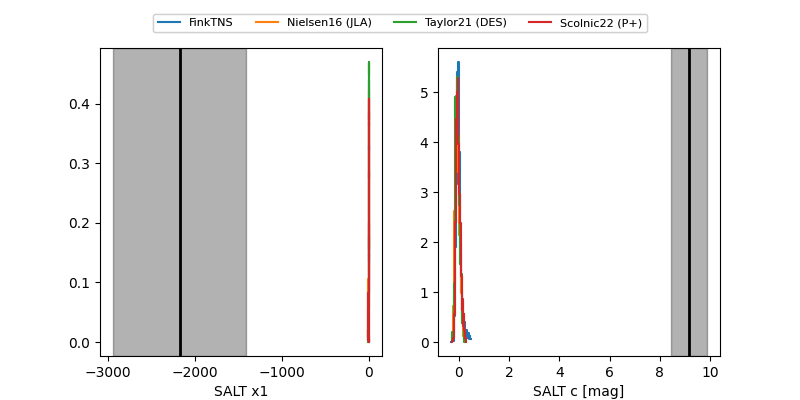 FinkTNS Nielsen16 (JLA) Taylor21 (DES) Scolnic22 (P+)
0.4
0.3
0.2
0.1
0.0
−3000 −2000 −1000 0
SALT x1
5
4
3
2
1
0
0 2 4 6 8 10
SALT c [mag]